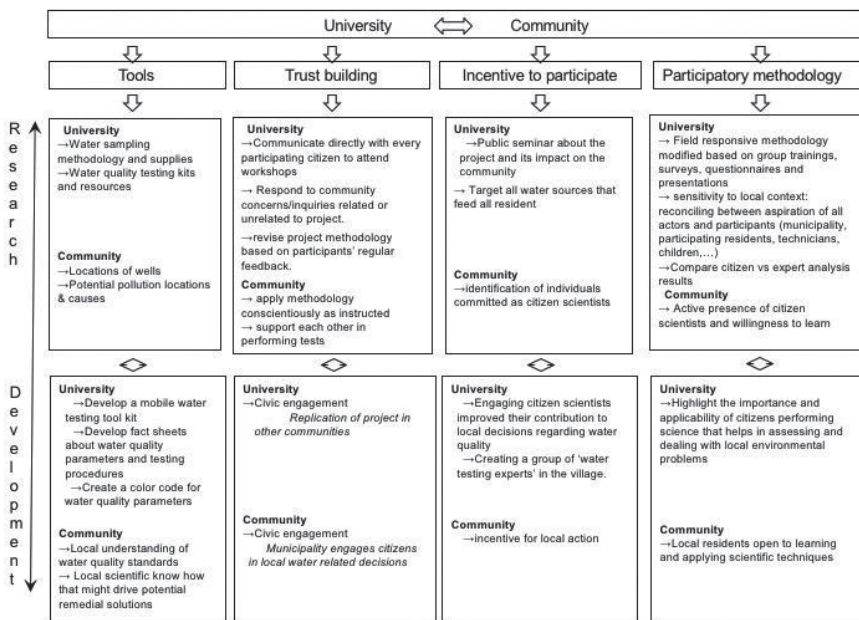 University Community
Tools
Trust building
Incentive to participate
Participatory methodology
Research
University
→Water sampling
methodology and supplies
→Water quality testing kits
and resources
Community
→Locations of wells
→Potential pollution locations
& causes
University
→Communicate directly with every
participating citizen to attend
workshops
→ Respond to community
concerns/inquiries related or
unrelated to project.
→revise project methodology
based on participants' regular
feedback.
Community
→ apply methodology
conscientiously as instructed
→ support each other in
performing tests
University
→Public seminar about the
project and its impact on the
community
→ Target all water sources that
feed all resident
Community
→identification of individuals
committed as citizen scientists
University
→ Field responsive methodology
modified based on group trainings,
surveys, questionnaires and
presentations
→ sensitivity to local context:
reconciling between aspiration of all
actors and participants (municipality,
participating residents, technicians,
children,…)
→Compare citizen vs expert analysis
results
Community
→ Active presence of citizen
scientists and willingness to learn
Development
University
→Develop a mobile water
testing tool kit
→Develop fact sheets
about water quality
parameters and testing
procedures
→Create a color code for
water quality parameters
Community
→Local understanding of
water quality standards
→ Local scientific know how
that might drive potential
remedial solutions
University
→Civic engagement
Replication of project in
other communities
Community
→Civic engagement
Municipality engages citizens
in local water related decisions
University
→Engaging citizen scientists
improved their contribution to
local decisions regarding water
quality
→Creating a group of 'water
testing experts' in the village.
Community
→incentive for local action
University
→Highlight the importance and
applicability of citizens performing
science that helps in assessing and
dealing with local environmental
problems
Community
→Local residents open to learning
and applying scientific techniques